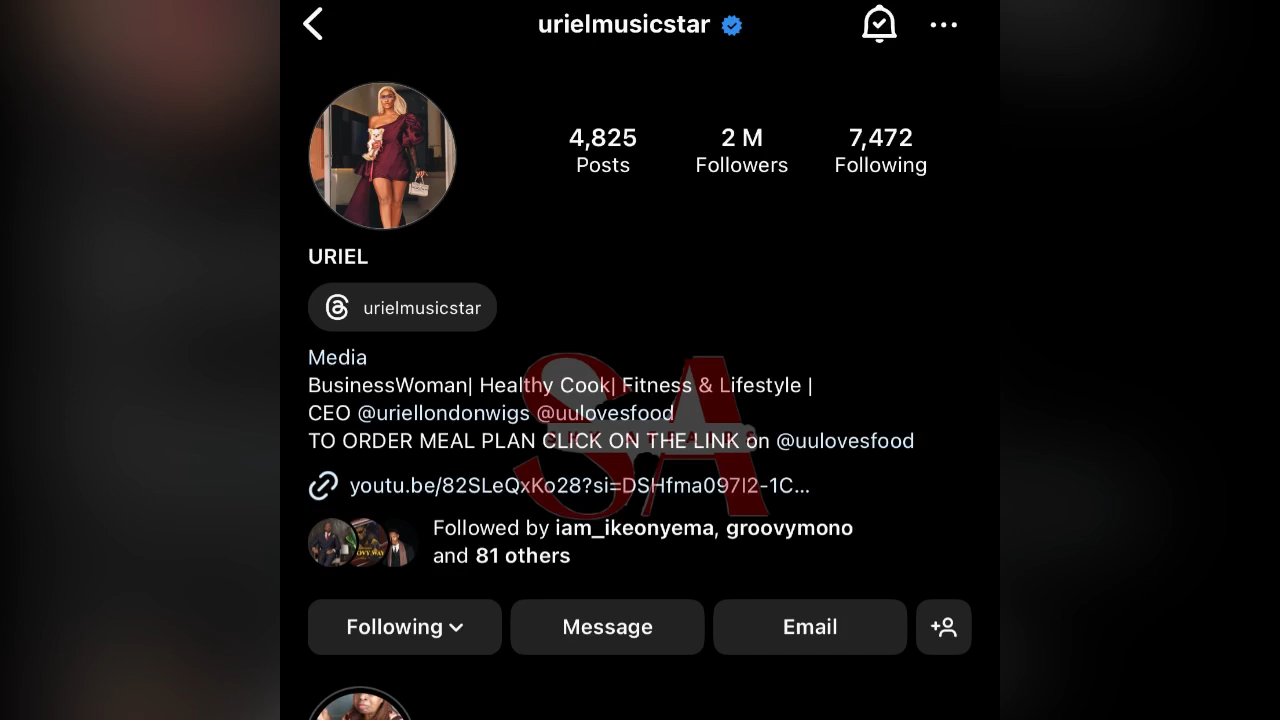 urielmusicstar
4,825
Posts
2 M
Followers
7,472
Following
URIEL
urielmusicstar
Media
BusinessWoman| Healthy Cook| Fitness & Lifestyle |
CEO @uriellondonwigs @uulovesfood
TO ORDER MEAL PLAN CLICK ON THE LINK on @uulovesfood
youtu.be/82SLeQxKo28?si=DSHfma097I2-1C...
Followed by iam_ikeonyema, groovymono
and 81 others
Following
Message
Email
SA